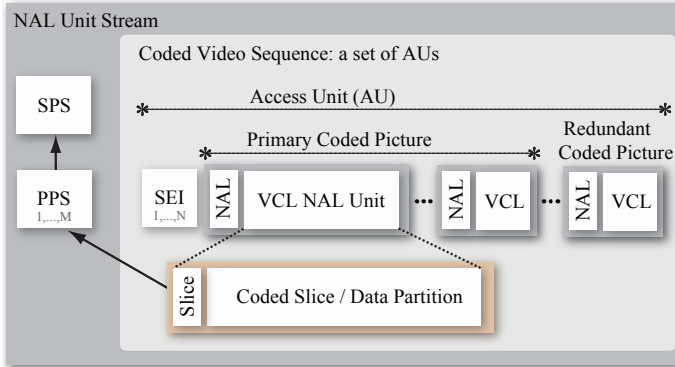 NAL Unit Stream
Coded Video Sequence: a set of AUs
Access Unit (AU)
Primary Coded Picture
Redundant
Coded Picture
SPS
PPS
1,...,M
SEI
1,...,N
NAL
VCL NAL Unit
...
NAL
VCL
...
NAL
VCL
Slice
Coded Slice / Data Partition